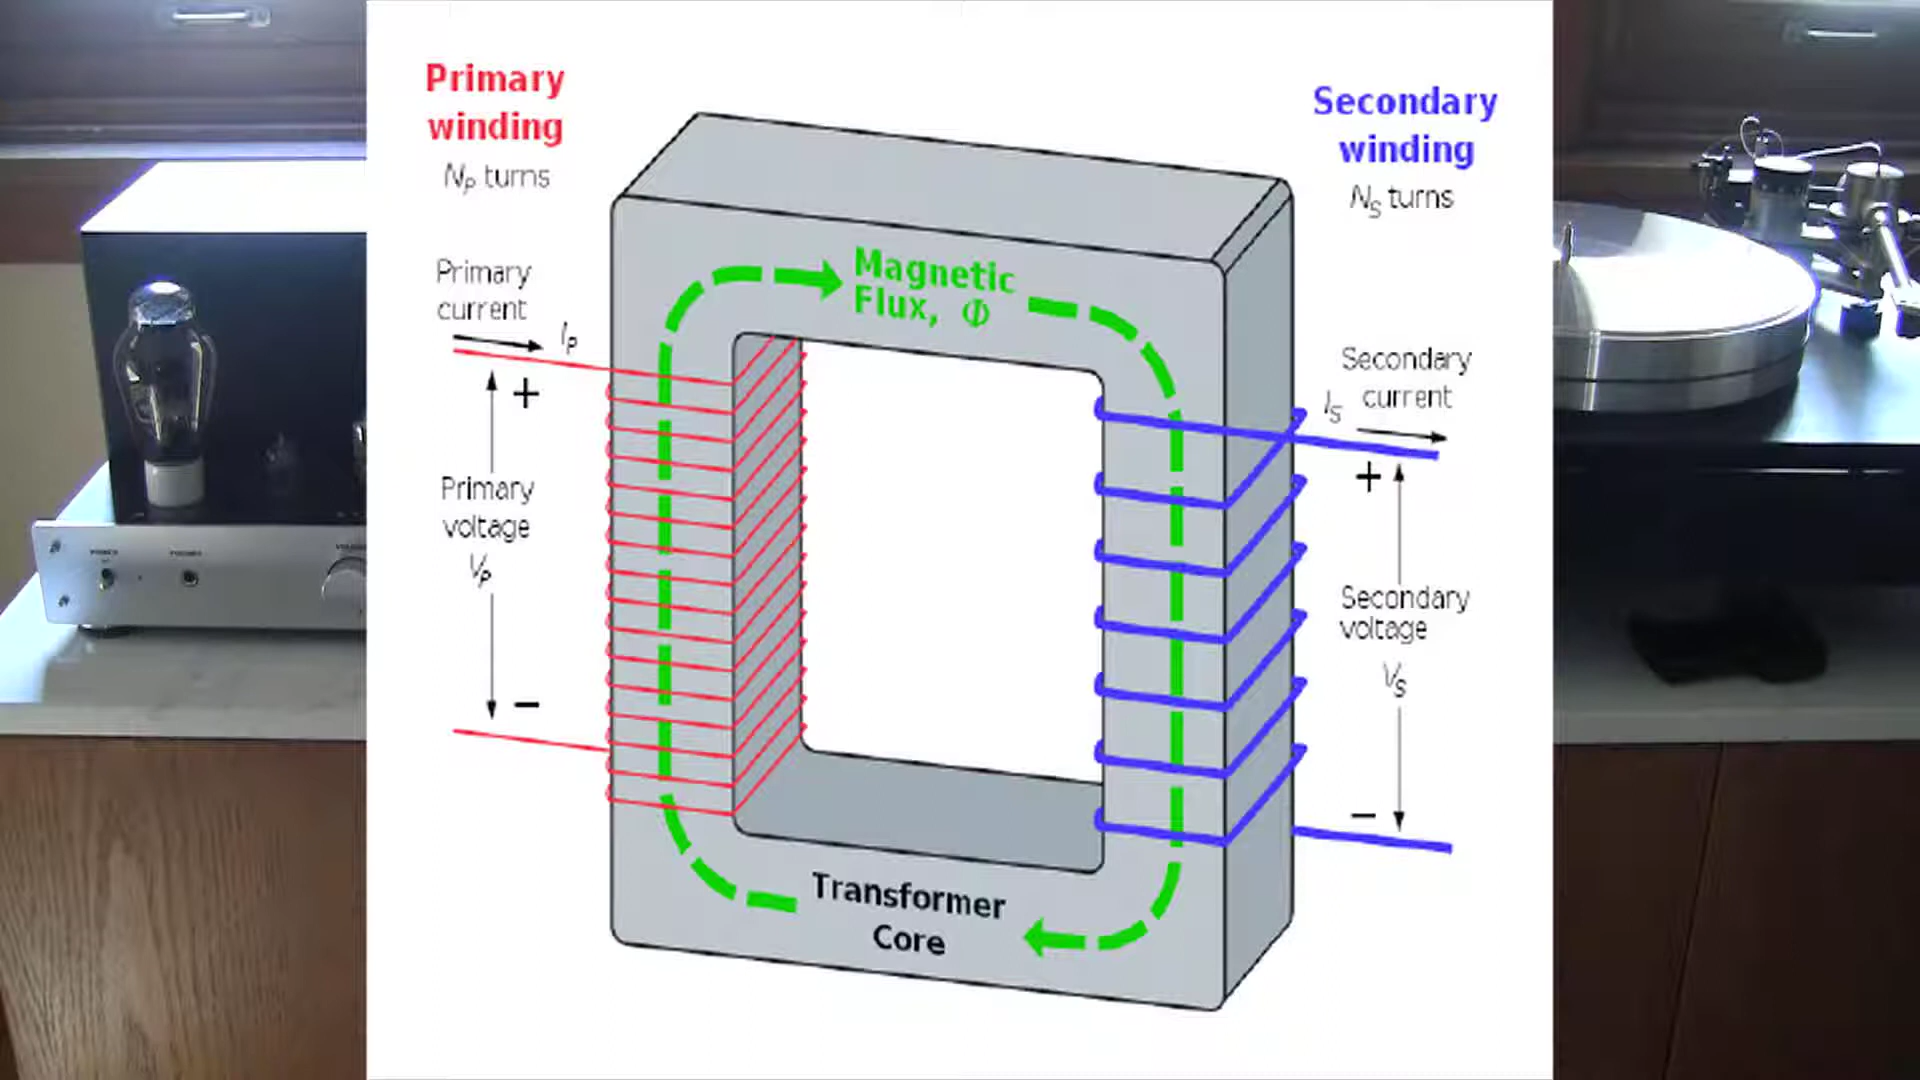 Primary
winding
Nₚ turns
Primary
current
Iₚ
+
Primary
voltage
Vₚ
−
Magnetic
Flux, Φ
Transformer
Core
Secondary
winding
Nₛ turns
Secondary
current
Iₛ
+
Secondary
voltage
Vₛ
−